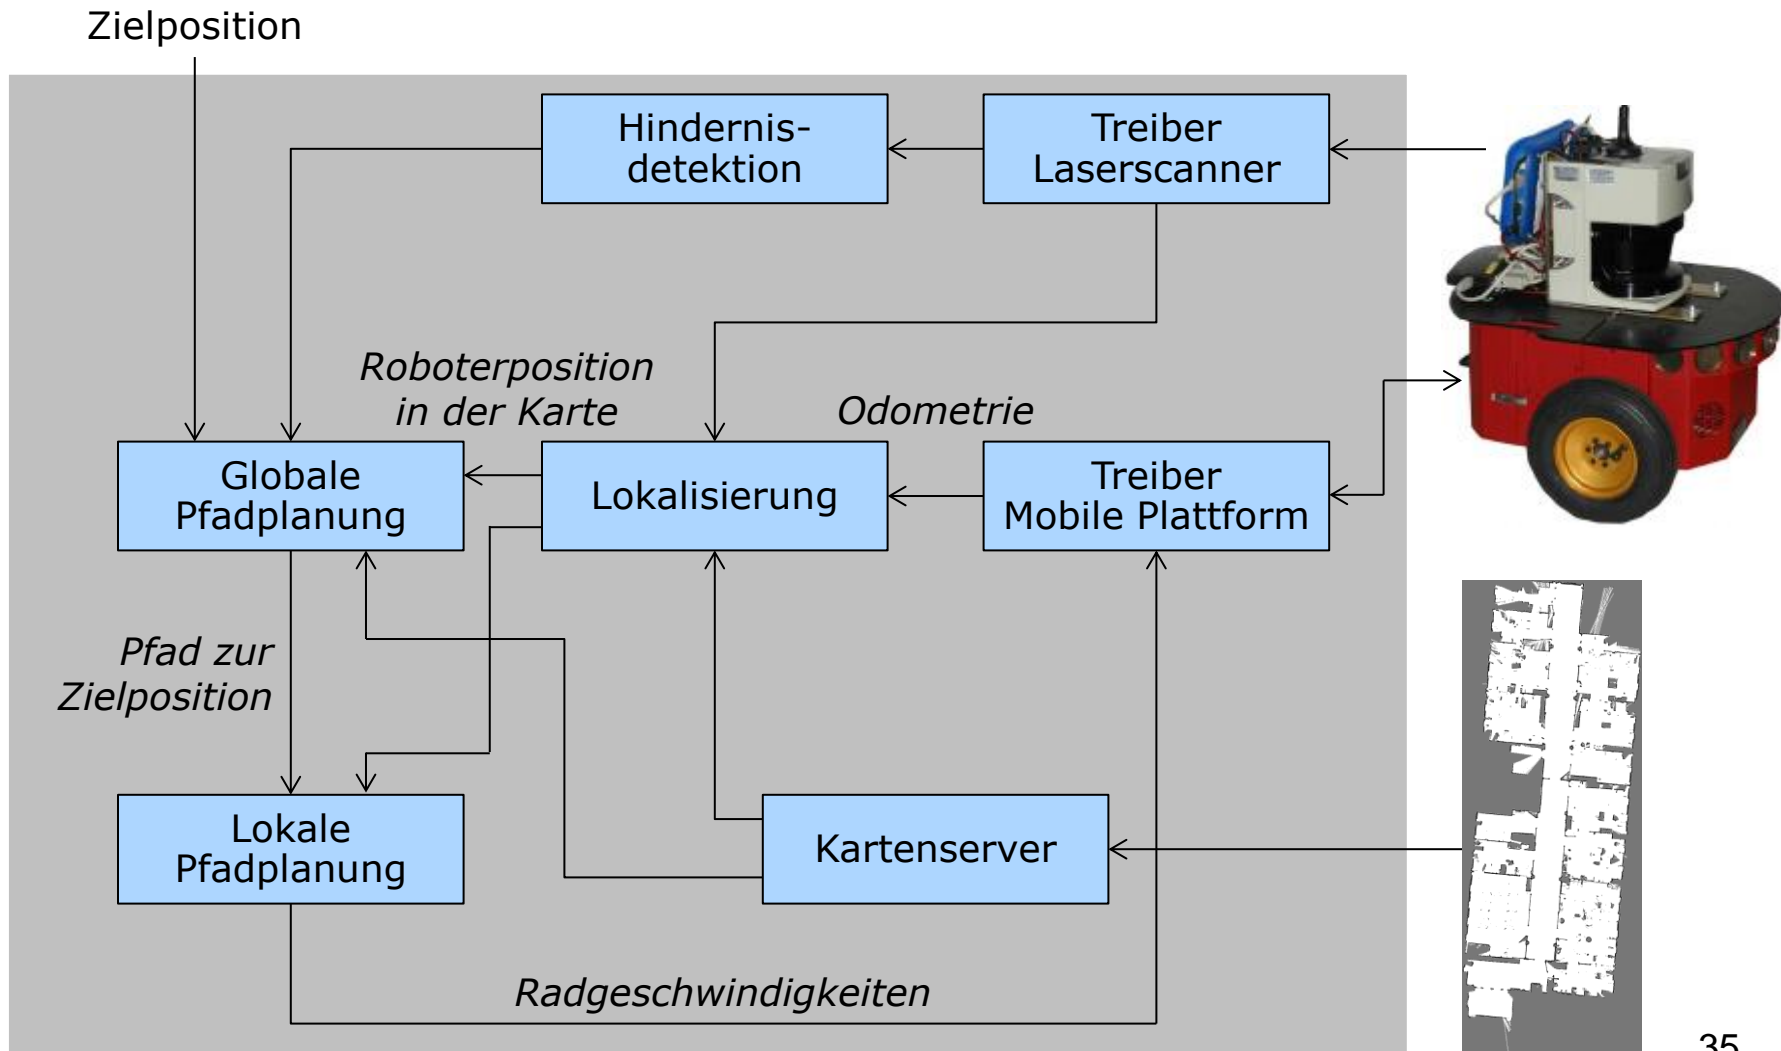 Zielposition
Hindernis-
detektion
Treiber
Laserscanner
Roboterposition
in der Karte
Odometrie
Globale
Pfadplanung
Lokalisierung
Treiber
Mobile Plattform
Pfad zur
Zielposition
Lokale
Pfadplanung
Kartenserver
Radgeschwindigkeiten
35